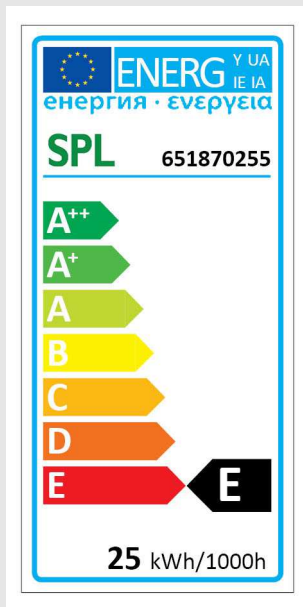 ENERG Y UA
IE IA
енергия · ενεργεια
SPL 651870255
A++
A+
A
B
C
D
E E
25 kWh/1000h